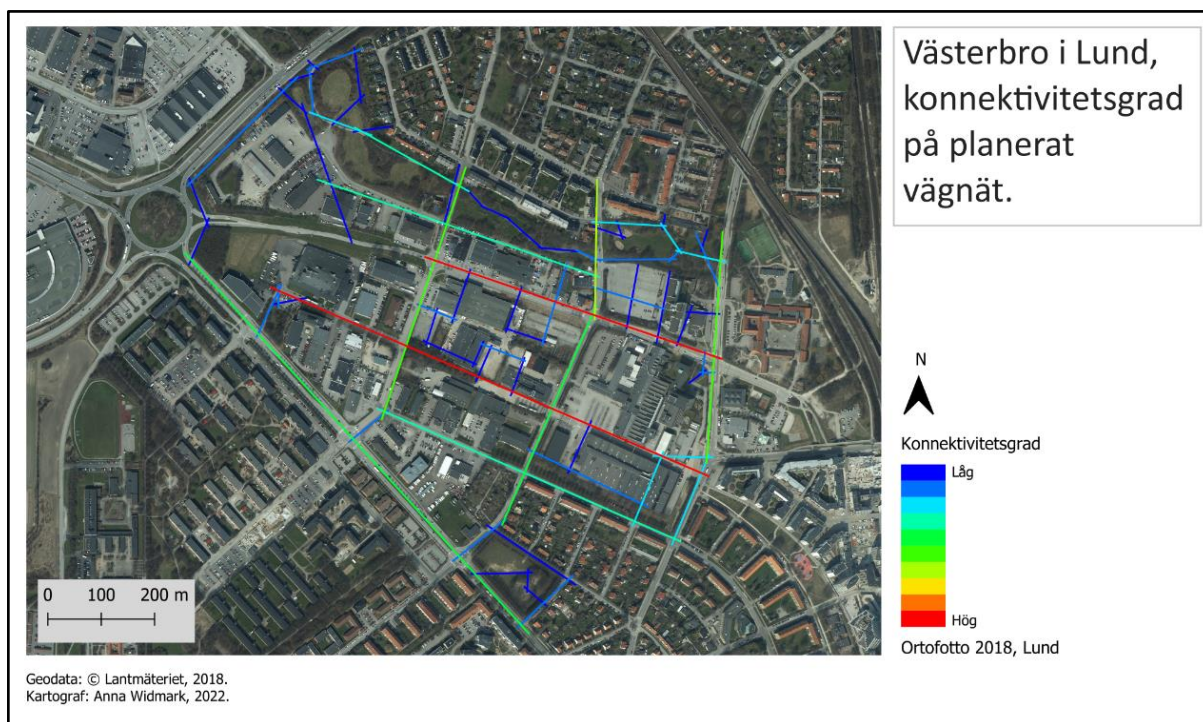 Västerbro i Lund,
konnektivitetsgrad
på planerat
vägnät.
N
Konnektivitetsgrad
Låg
Hög
Ortofotto 2018, Lund
0 100 200 m
Geodata: © Lantmäteriet, 2018.
Kartograf: Anna Widmark, 2022.